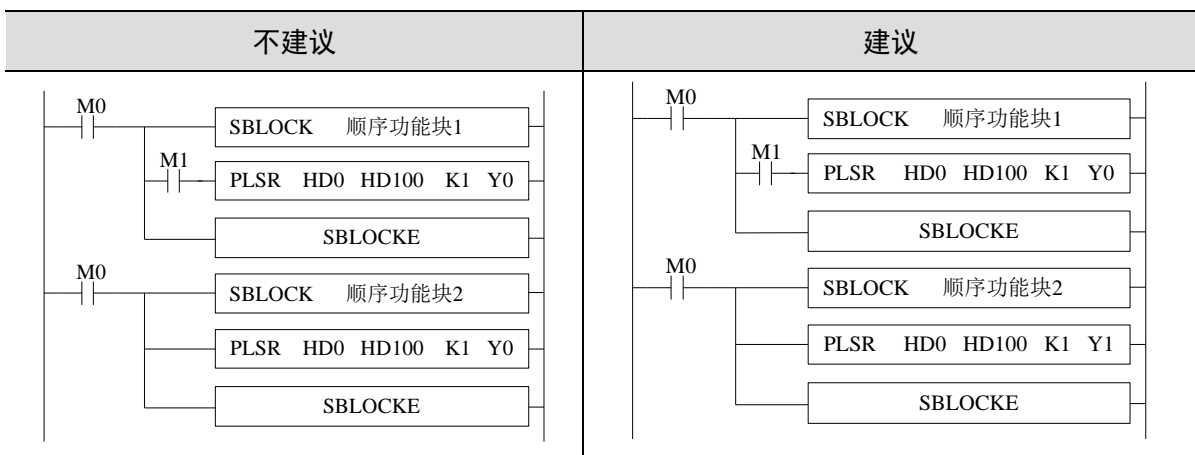 不建议
建议
M0
SBLOCK 顺序功能块1
M1
PLSR HD0 HD100 K1 Y0
SBLOCKE
M0
SBLOCK 顺序功能块2
PLSR HD0 HD100 K1 Y0
SBLOCKE
M0
SBLOCK 顺序功能块1
M1
PLSR HD0 HD100 K1 Y0
SBLOCKE
M0
SBLOCK 顺序功能块2
PLSR HD0 HD100 K1 Y1
SBLOCKE